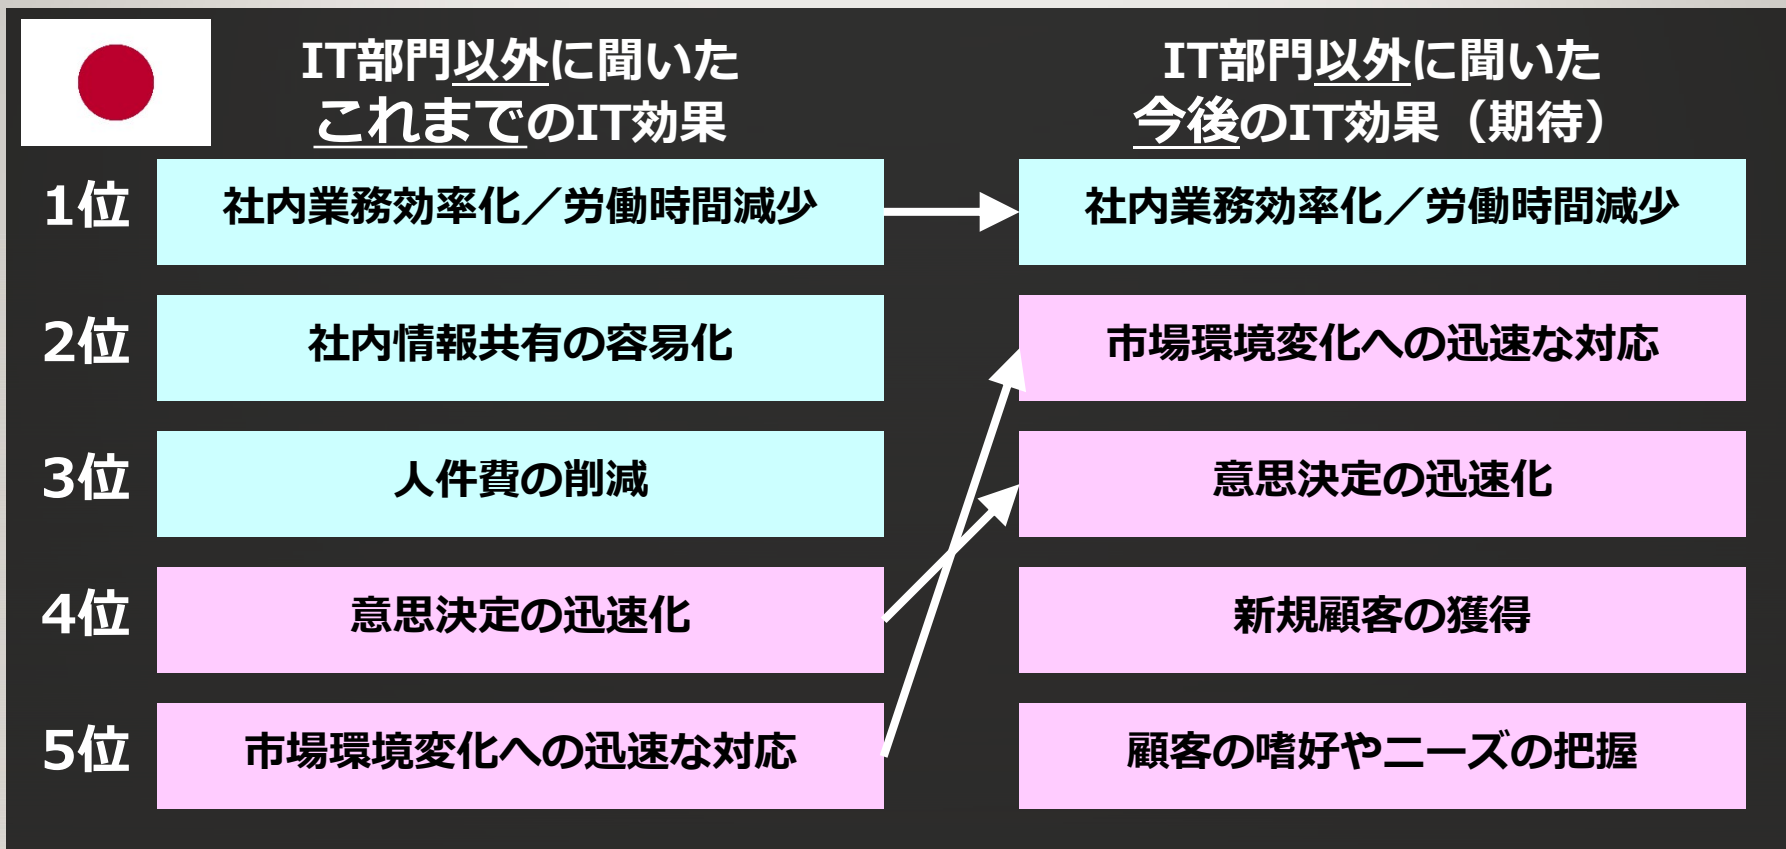 IT部門以外に聞いた
これまでのIT効果
IT部門以外に聞いた
今後のIT効果（期待）
1位
社内業務効率化／労働時間減少
社内業務効率化／労働時間減少
2位
社内情報共有の容易化
市場環境変化への迅速な対応
3位
人件費の削減
意思決定の迅速化
4位
意思決定の迅速化
新規顧客の獲得
5位
市場環境変化への迅速な対応
顧客の嗜好やニーズの把握